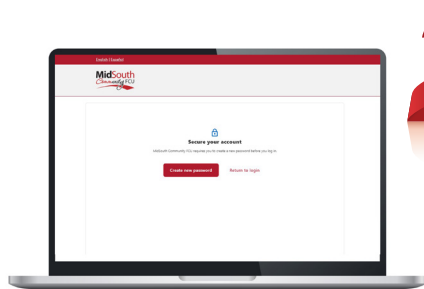 English | Español
MidSouth
Community FCU
Secure your account
MidSouth Community FCU requires you to create a new password before you log in.
Create new password
Return to login